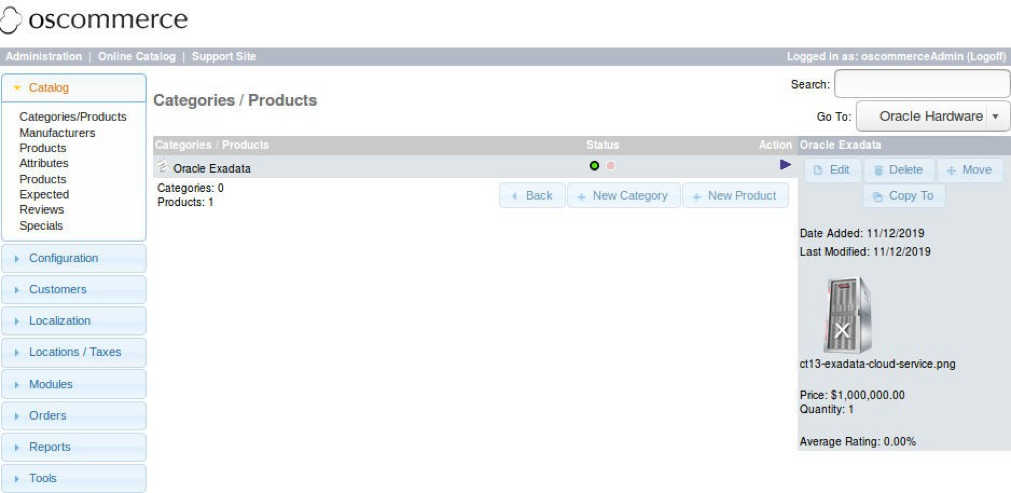 oscommerce
Administration | Online Catalog | Support Site
Logged in as: oscommerceAdmin (Logoff)
Catalog
Categories/Products
Manufacturers
Products
Attributes
Products
Expected
Reviews
Specials
Configuration
Customers
Localization
Locations / Taxes
Modules
Orders
Reports
Tools
Categories / Products
Search:
Go To: Oracle Hardware
Categories / Products Status Action
Oracle Exadata
Categories: 0
Products: 1
Back New Category New Product
Oracle Exadata
Edit Delete Move
Copy To
Date Added: 11/12/2019
Last Modified: 11/12/2019
ct13-exadata-cloud-service.png
Price: $1,000,000.00
Quantity: 1
Average Rating: 0.00%